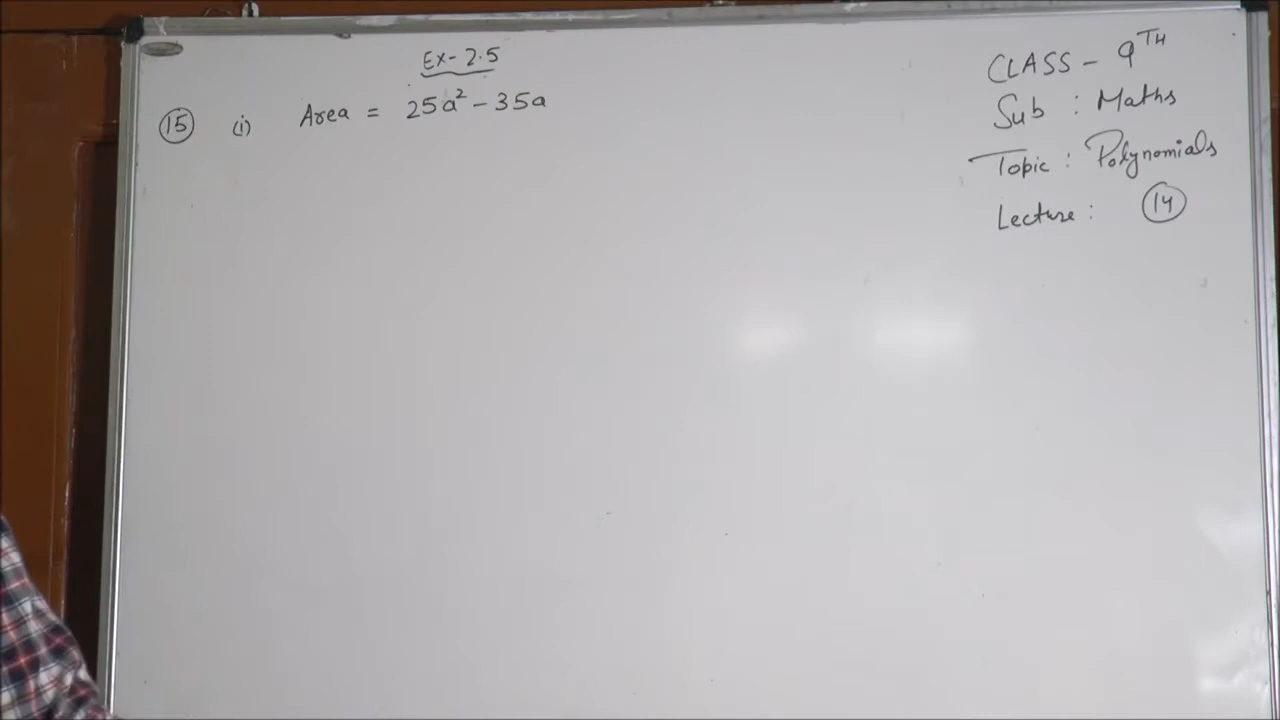 Ex- 2.5
15 (i) Area = 25a² - 35a
CLASS - 9TH
Sub : Maths
Topic : Polynomials
Lecture : 14